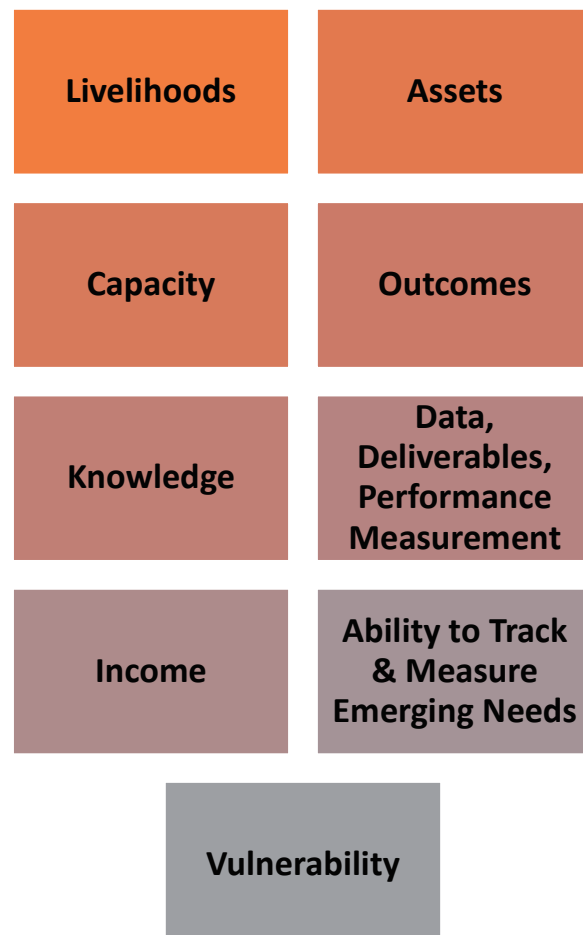 Livelihoods
Assets
Capacity
Outcomes
Knowledge
Data,
Deliverables,
Performance
Measurement
Income
Ability to Track
& Measure
Emerging Needs
Vulnerability